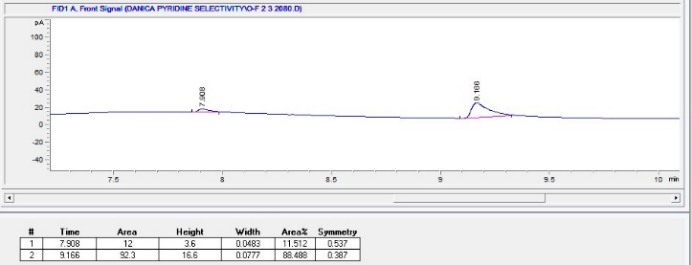 FID1 A, Front Signal (DANICA PYRIDINE SELECTIVITY\O-F 2 3 2080.D)
pA
100
80
60
40
20
0
-20
-40
7.908
9.166
7.5 8 8.5 9 9.5 10 min
# Time Area Height Width Area% Symmetry
1 7.908 12 3.6 0.0483 11.512 0.537
2 9.166 92.3 16.6 0.0777 88.488 0.387